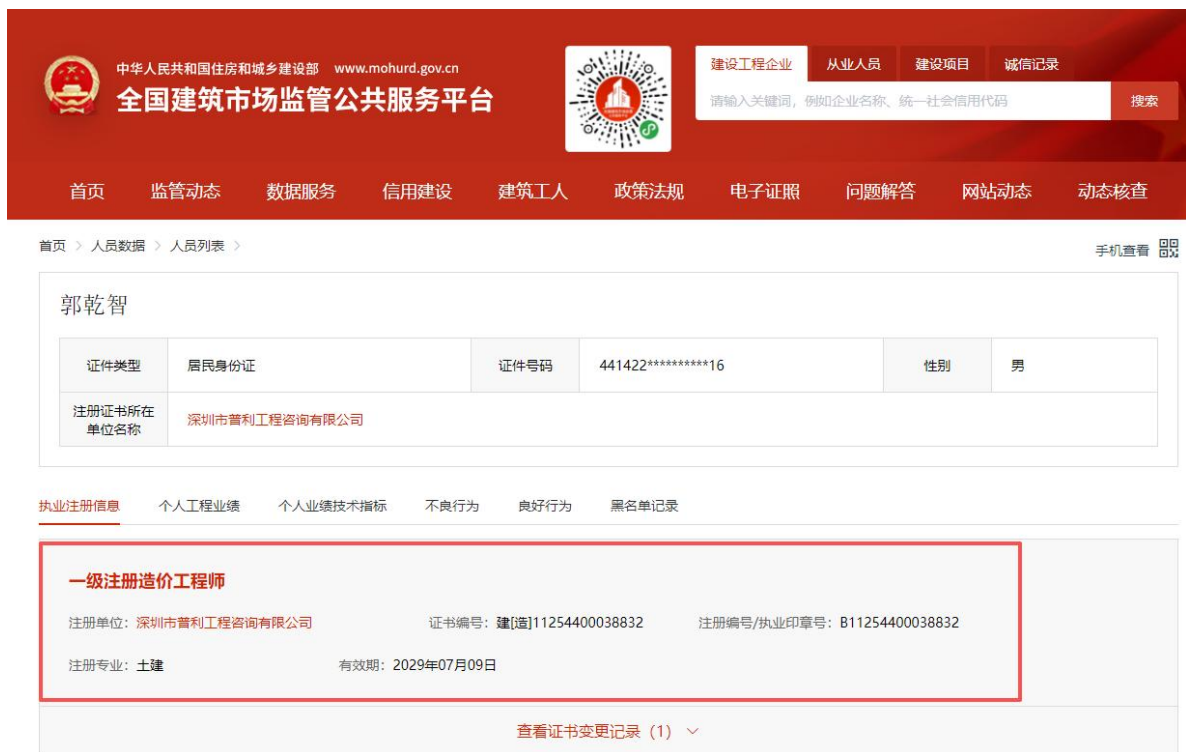 中华人民共和国住房和城乡建设部 www.mohurd.gov.cn
全国建筑市场监管公共服务平台
建设工程企业 从业人员 建设项目 诚信记录
请输入关键词，例如企业名称、统一社会信用代码 搜索
首页 监管动态 数据服务 信用建设 建筑工人 政策法规 电子证照 问题解答 网站动态 动态核查
首页 > 人员数据 > 人员列表 >
手机查看
郭乾智
证件类型 居民身份证 证件号码 441422**********16 性别 男
注册证书所在
单位名称
深圳市普利工程咨询有限公司
执业注册信息 个人工程业绩 个人业绩技术指标 不良行为 良好行为 黑名单记录
一级注册造价工程师
注册单位：深圳市普利工程咨询有限公司 证书编号：建[造]11254400038832 注册编号/执业印章号：B11254400038832
注册专业：土建 有效期：2029年07月09日
查看证书变更记录（1）